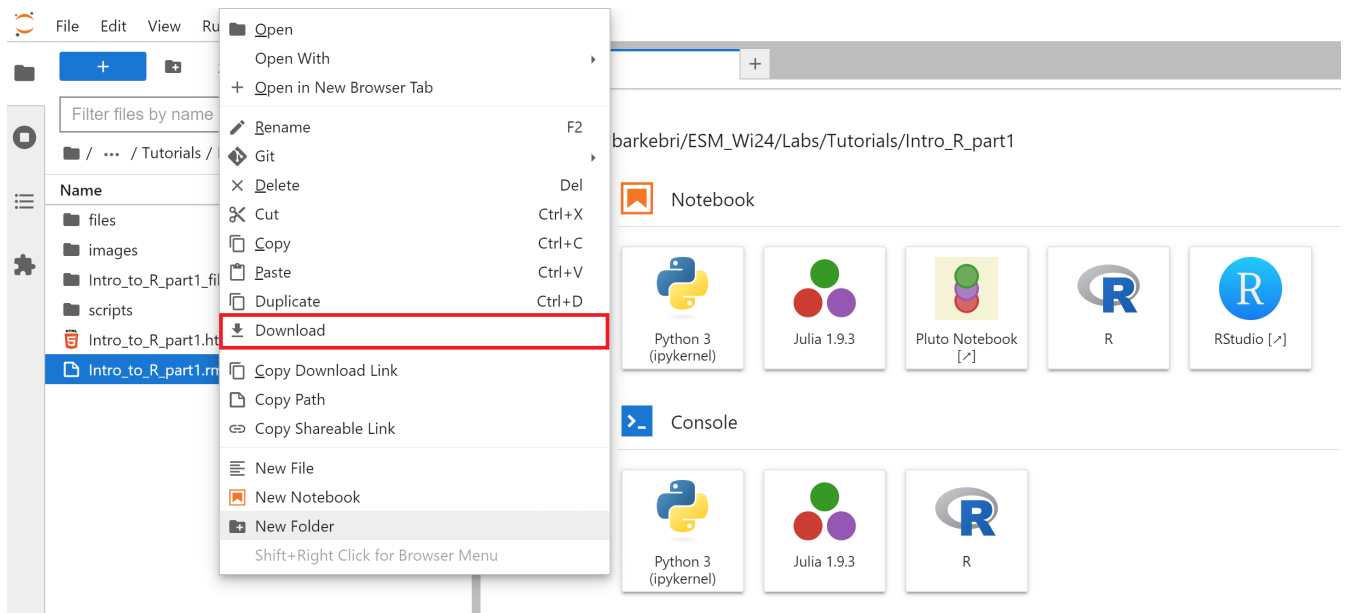 File Edit View Ru
+
Filter files by name
/ ··· / Tutorials /
Name
files
images
Intro_to_R_part1_fil
scripts
Intro_to_R_part1.ht
Intro_to_R_part1.rm
Open
Open With
Open in New Browser Tab
Rename F2
Git
Delete Del
Cut Ctrl+X
Copy Ctrl+C
Paste Ctrl+V
Duplicate Ctrl+D
Download
Copy Download Link
Copy Path
Copy Shareable Link
New File
New Notebook
New Folder
Shift+Right Click for Browser Menu
+
barkebri/ESM_Wi24/Labs/Tutorials/Intro_R_part1
Notebook
Python 3
(ipykernel)
Julia 1.9.3
Pluto Notebook
[↗]
R
R
R
RStudio [↗]
Console
Python 3
(ipykernel)
Julia 1.9.3
R
R